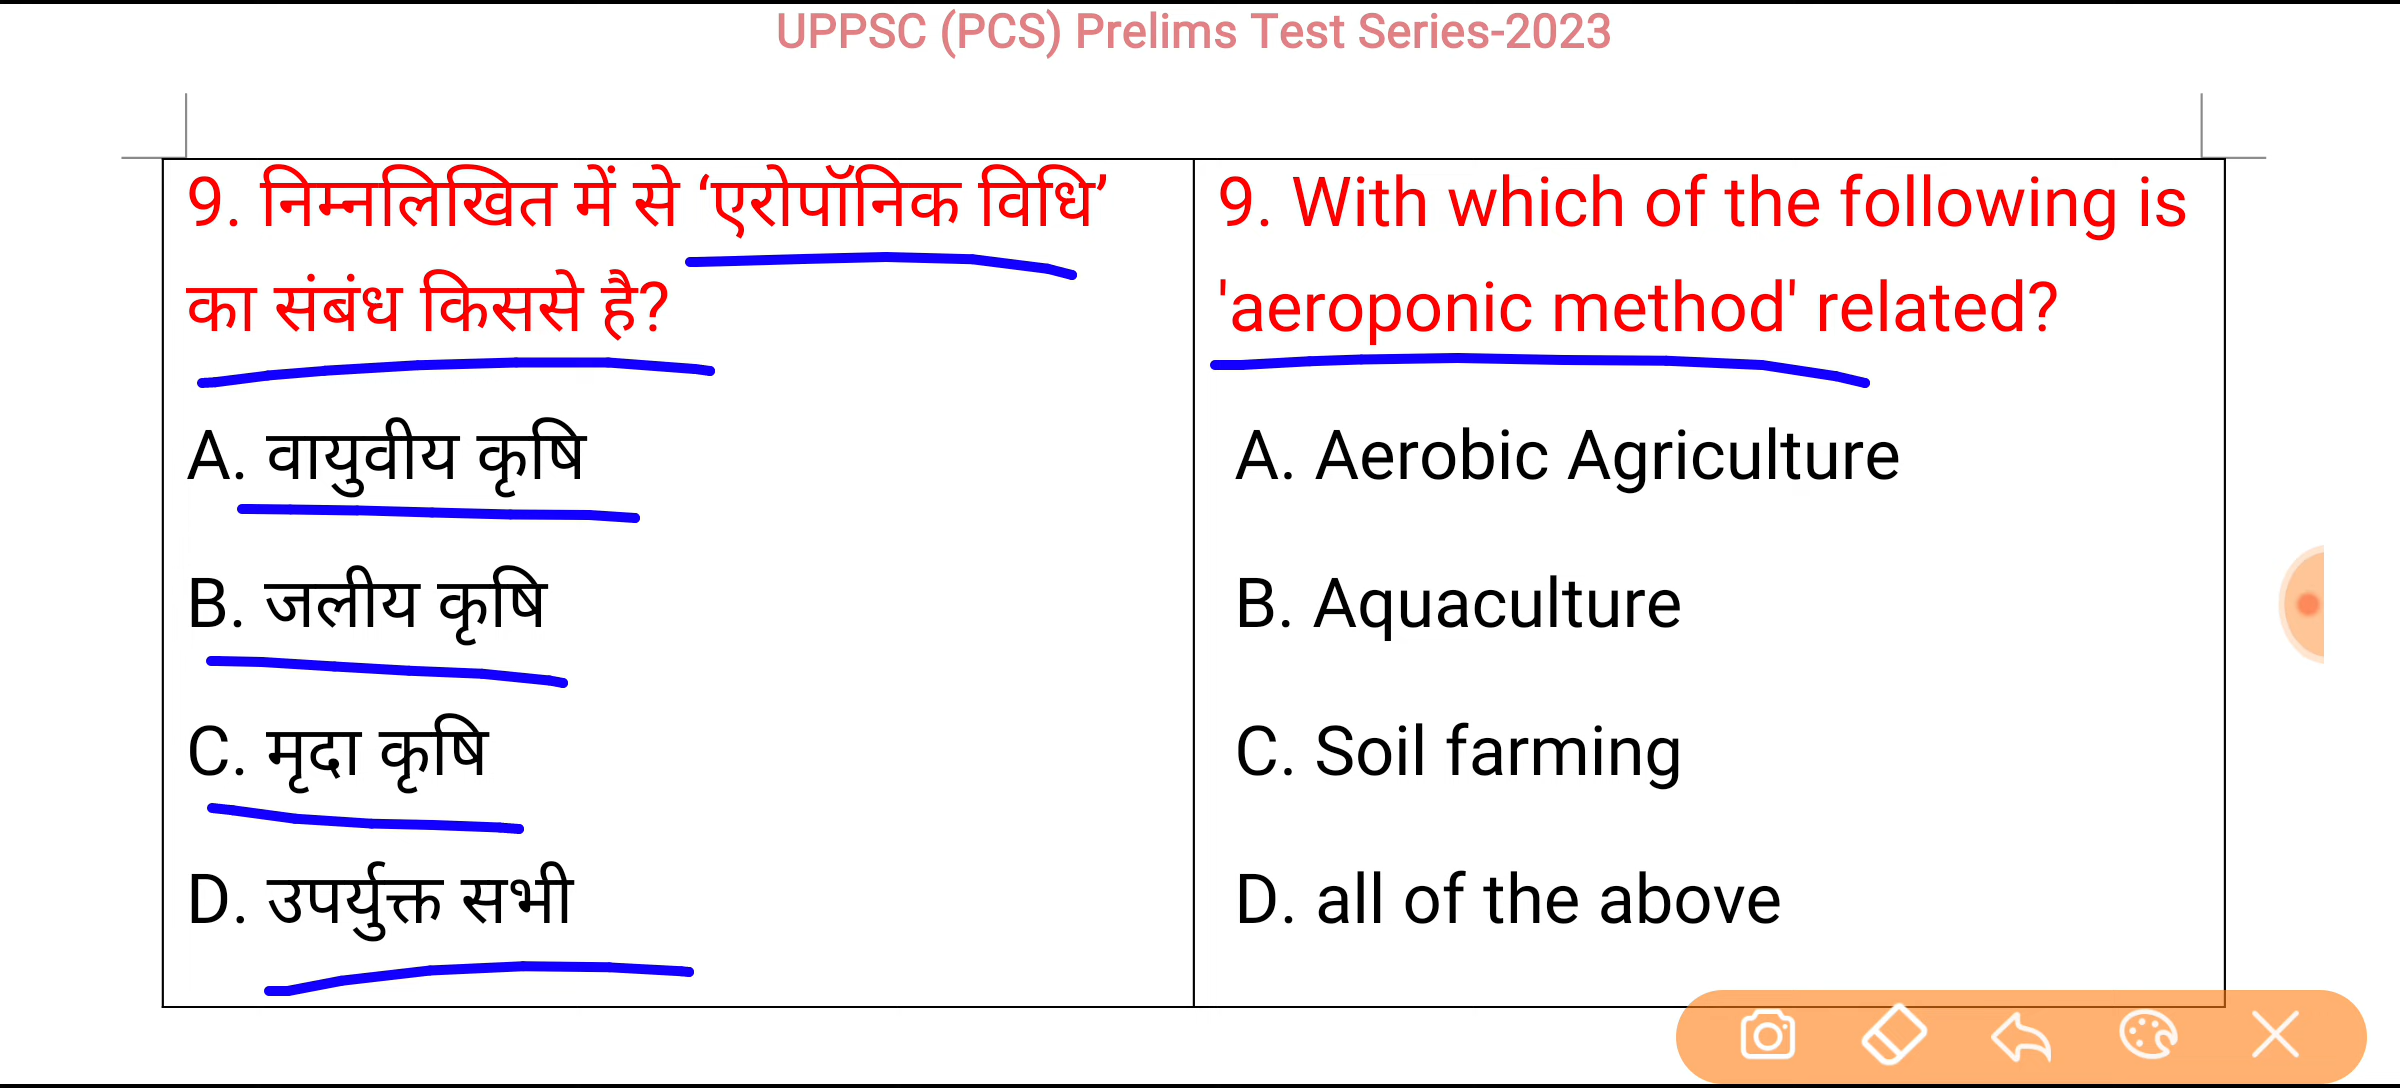 UPPSC (PCS) Prelims Test Series-2023
9. निम्नलिखित में से ‘एरोपॉनिक विधि’
का संबंध किससे है?
A. वायुवीय कृषि
B. जलीय कृषि
C. मृदा कृषि
D. उपर्युक्त सभी
9. With which of the following is
'aeroponic method' related?
A. Aerobic Agriculture
B. Aquaculture
C. Soil farming
D. all of the above